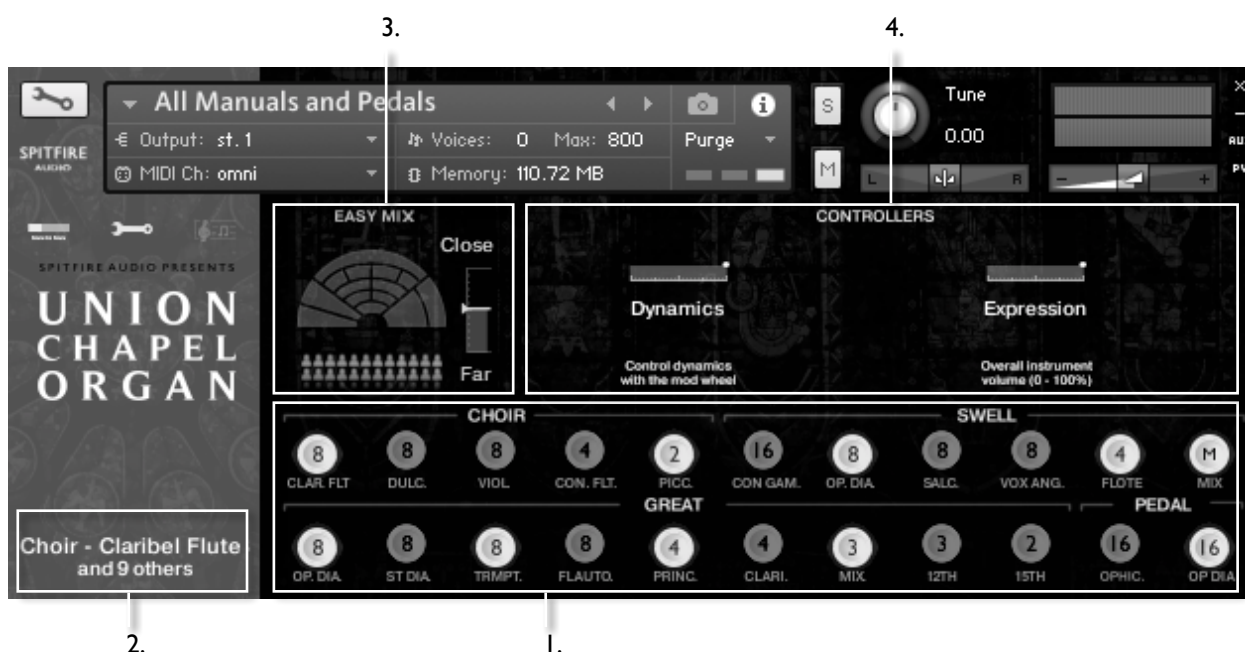 3.
4.
All Manuals and Pedals
S
Tune
0.00
SPITFIRE
AUDIO
Output: st. 1
Voices: 0 Max: 800
Purge
AU
MIDI Ch: omni
Memory: 110.72 MB
M
L
R
-
+
PV
EASY MIX
CONTROLLERS
Close
Far
SPITFIRE AUDIO PRESENTS
UNION
CHAPEL
ORGAN
Dynamics
Expression
Control dynamics
with the mod wheel
Overall instrument
volume (0 - 100%)
CHOIR
SWELL
8 8 8 4 2 16 8 8 8 4 M
CLAR. FLT DULC. VIOL. CON. FLT. PICC. CON GAM. OP. DIA. SALC. VOX ANG. FLOTE MIX
GREAT
PEDAL
8 8 8 8 4 4 3 3 2 16 16
OP. DIA. ST DIA. TRMPT. FLAUTO. PRINC. CLARI. MIX. 12TH 15TH OPHIC. OP DIA
Choir - Claribel Flute
and 9 others
2.
1.